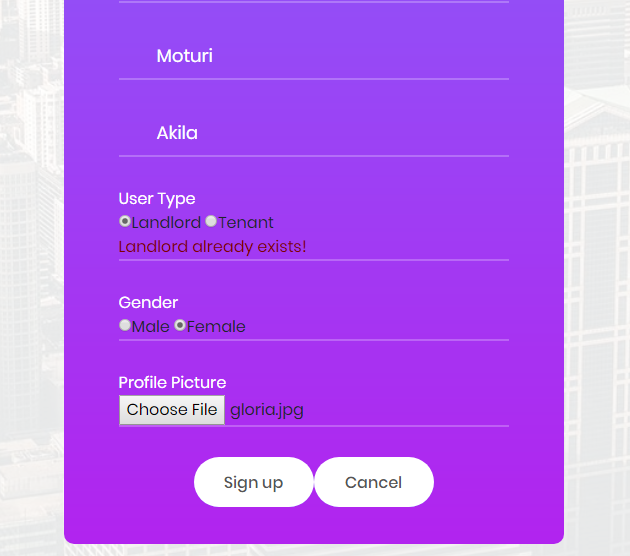 Moturi
Akila
User Type
Landlord Tenant
Landlord already exists!
Gender
Male Female
Profile Picture
Choose File gloria.jpg
Sign up Cancel